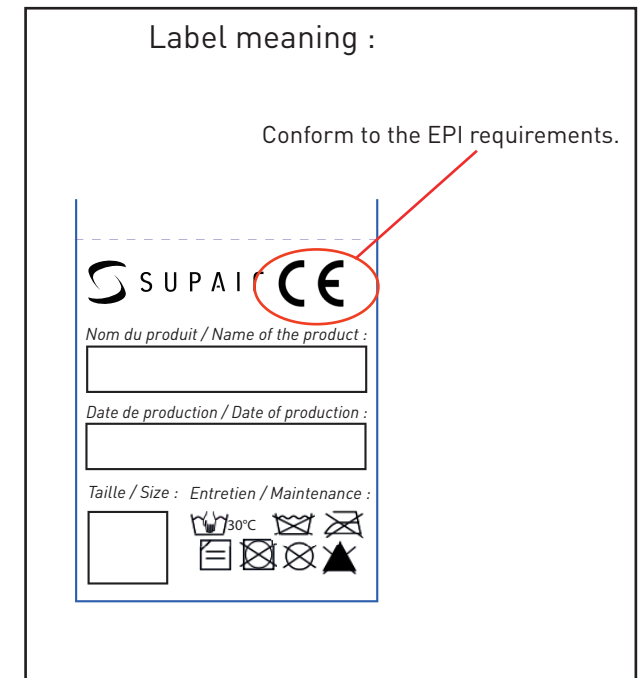 Label meaning :
Conform to the EPI requirements.
SUPAIR CE
Nom du produit / Name of the product :
Date de production / Date of production :
Taille / Size : Entretien / Maintenance :
30°C